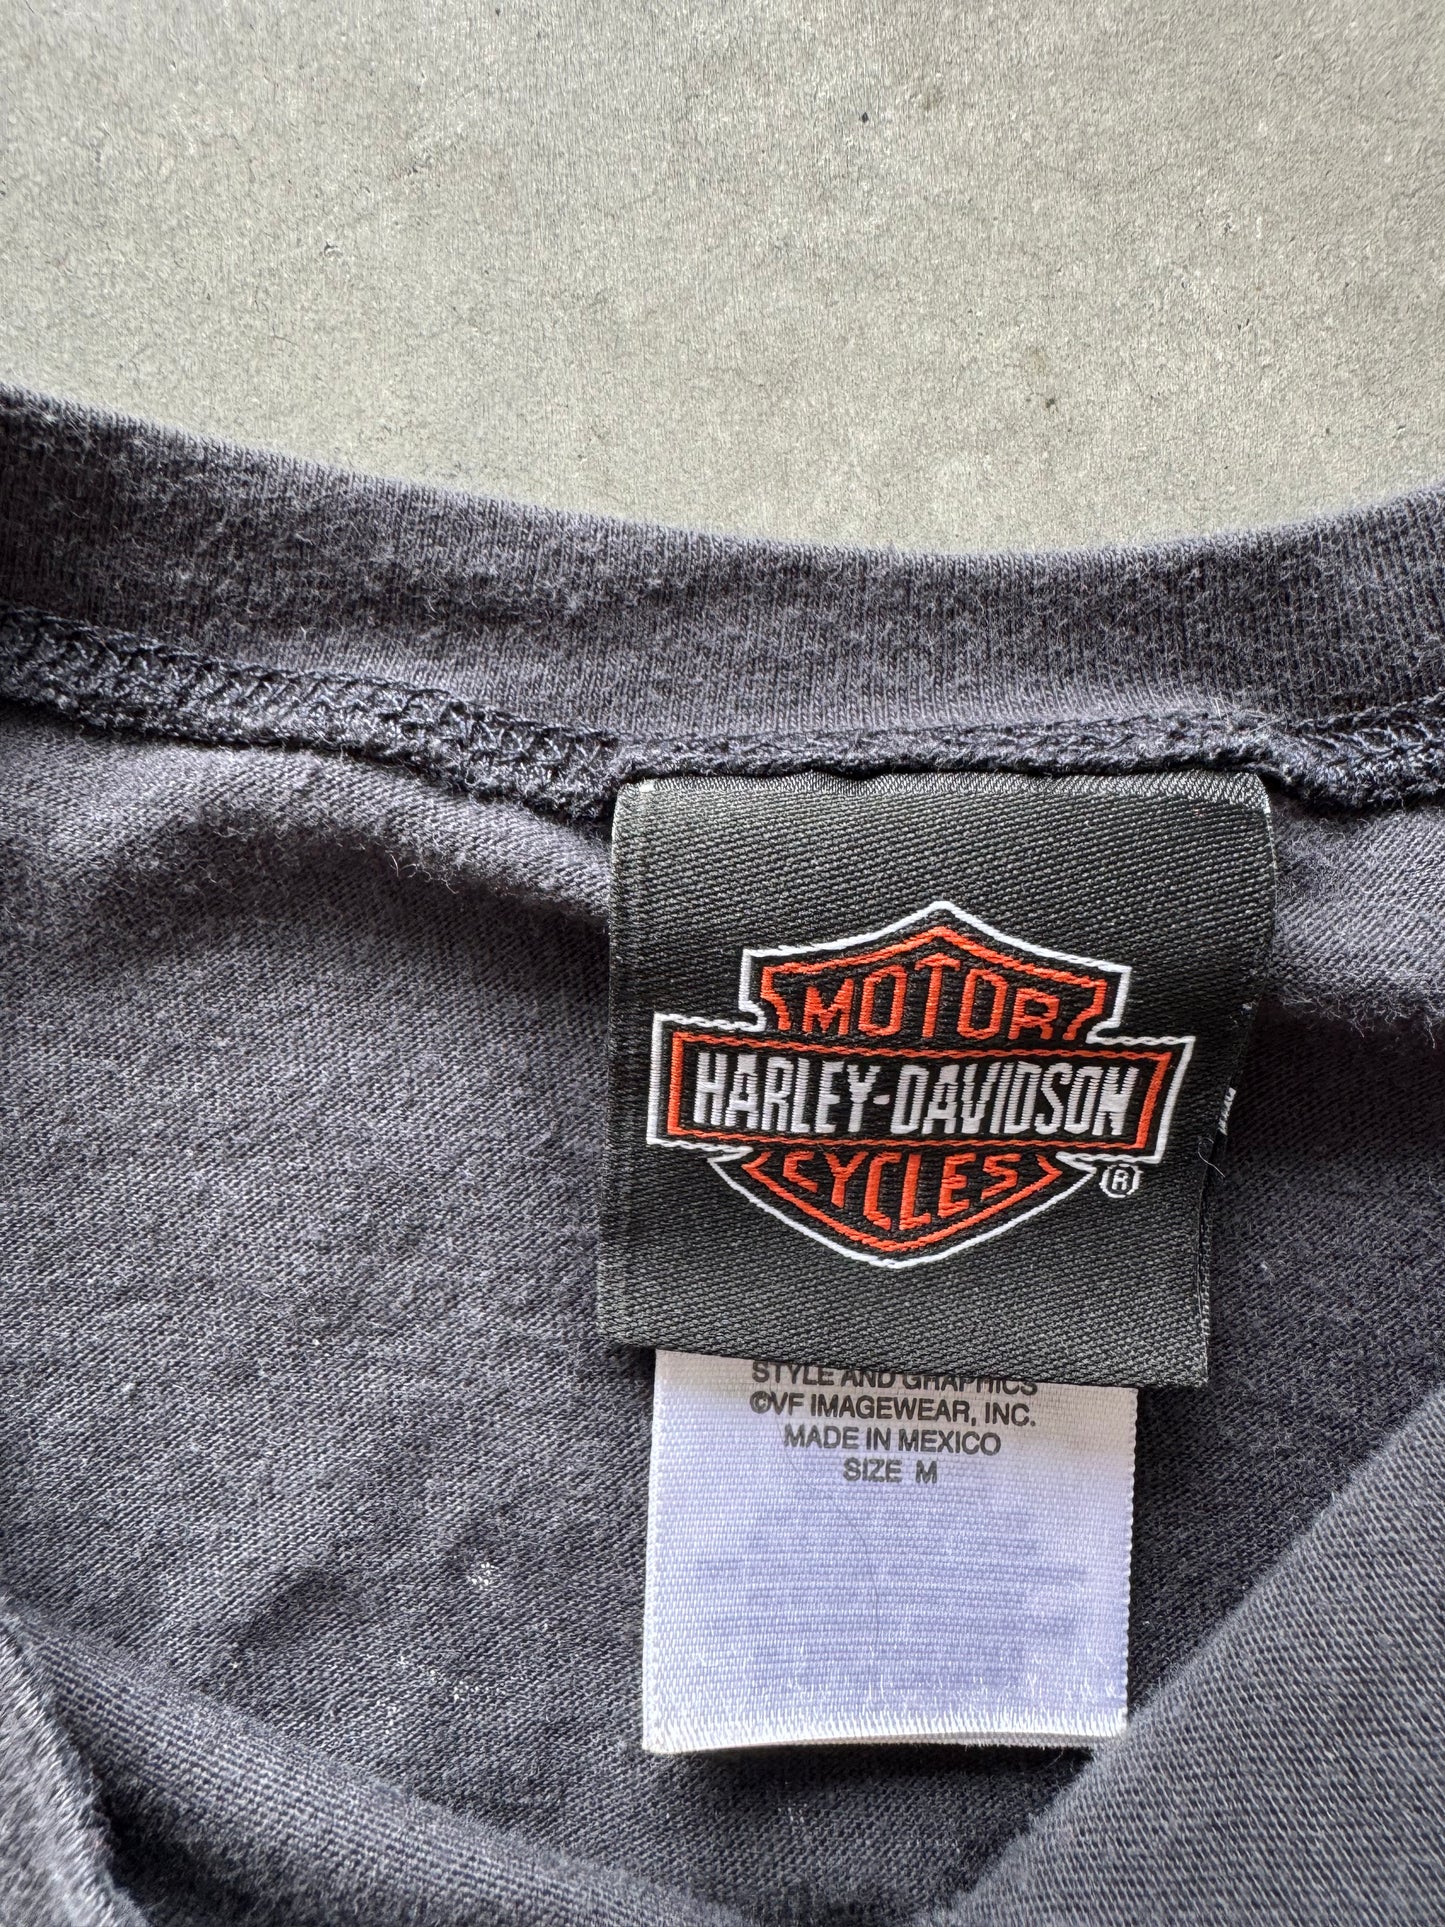 MOTOR
HARLEY-DAVIDSON
CYCLES
®
STYLE AND GRAPHICS
©VF IMAGEWEAR, INC.
MADE IN MEXICO
SIZE M